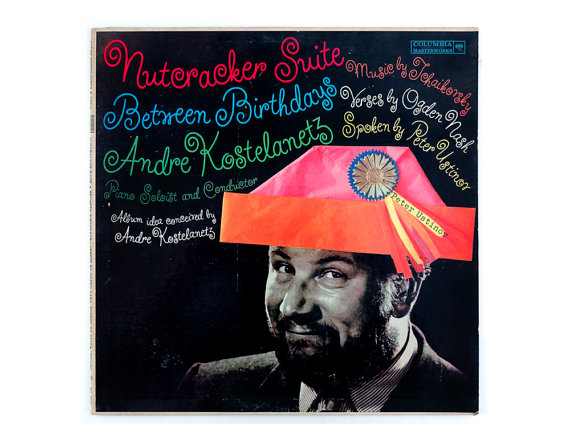 COLUMBIA
MASTERWORKS
Nutcracker Suite
Between Birthdays
Andre Kostelanetz
Piano Soloist and Conductor
Album idea conceived by
Andre Kostelanetz
Music by Tchaikovsky
Verses by Ogden Nash
Spoken by Peter Ustinov
Peter Ustinov